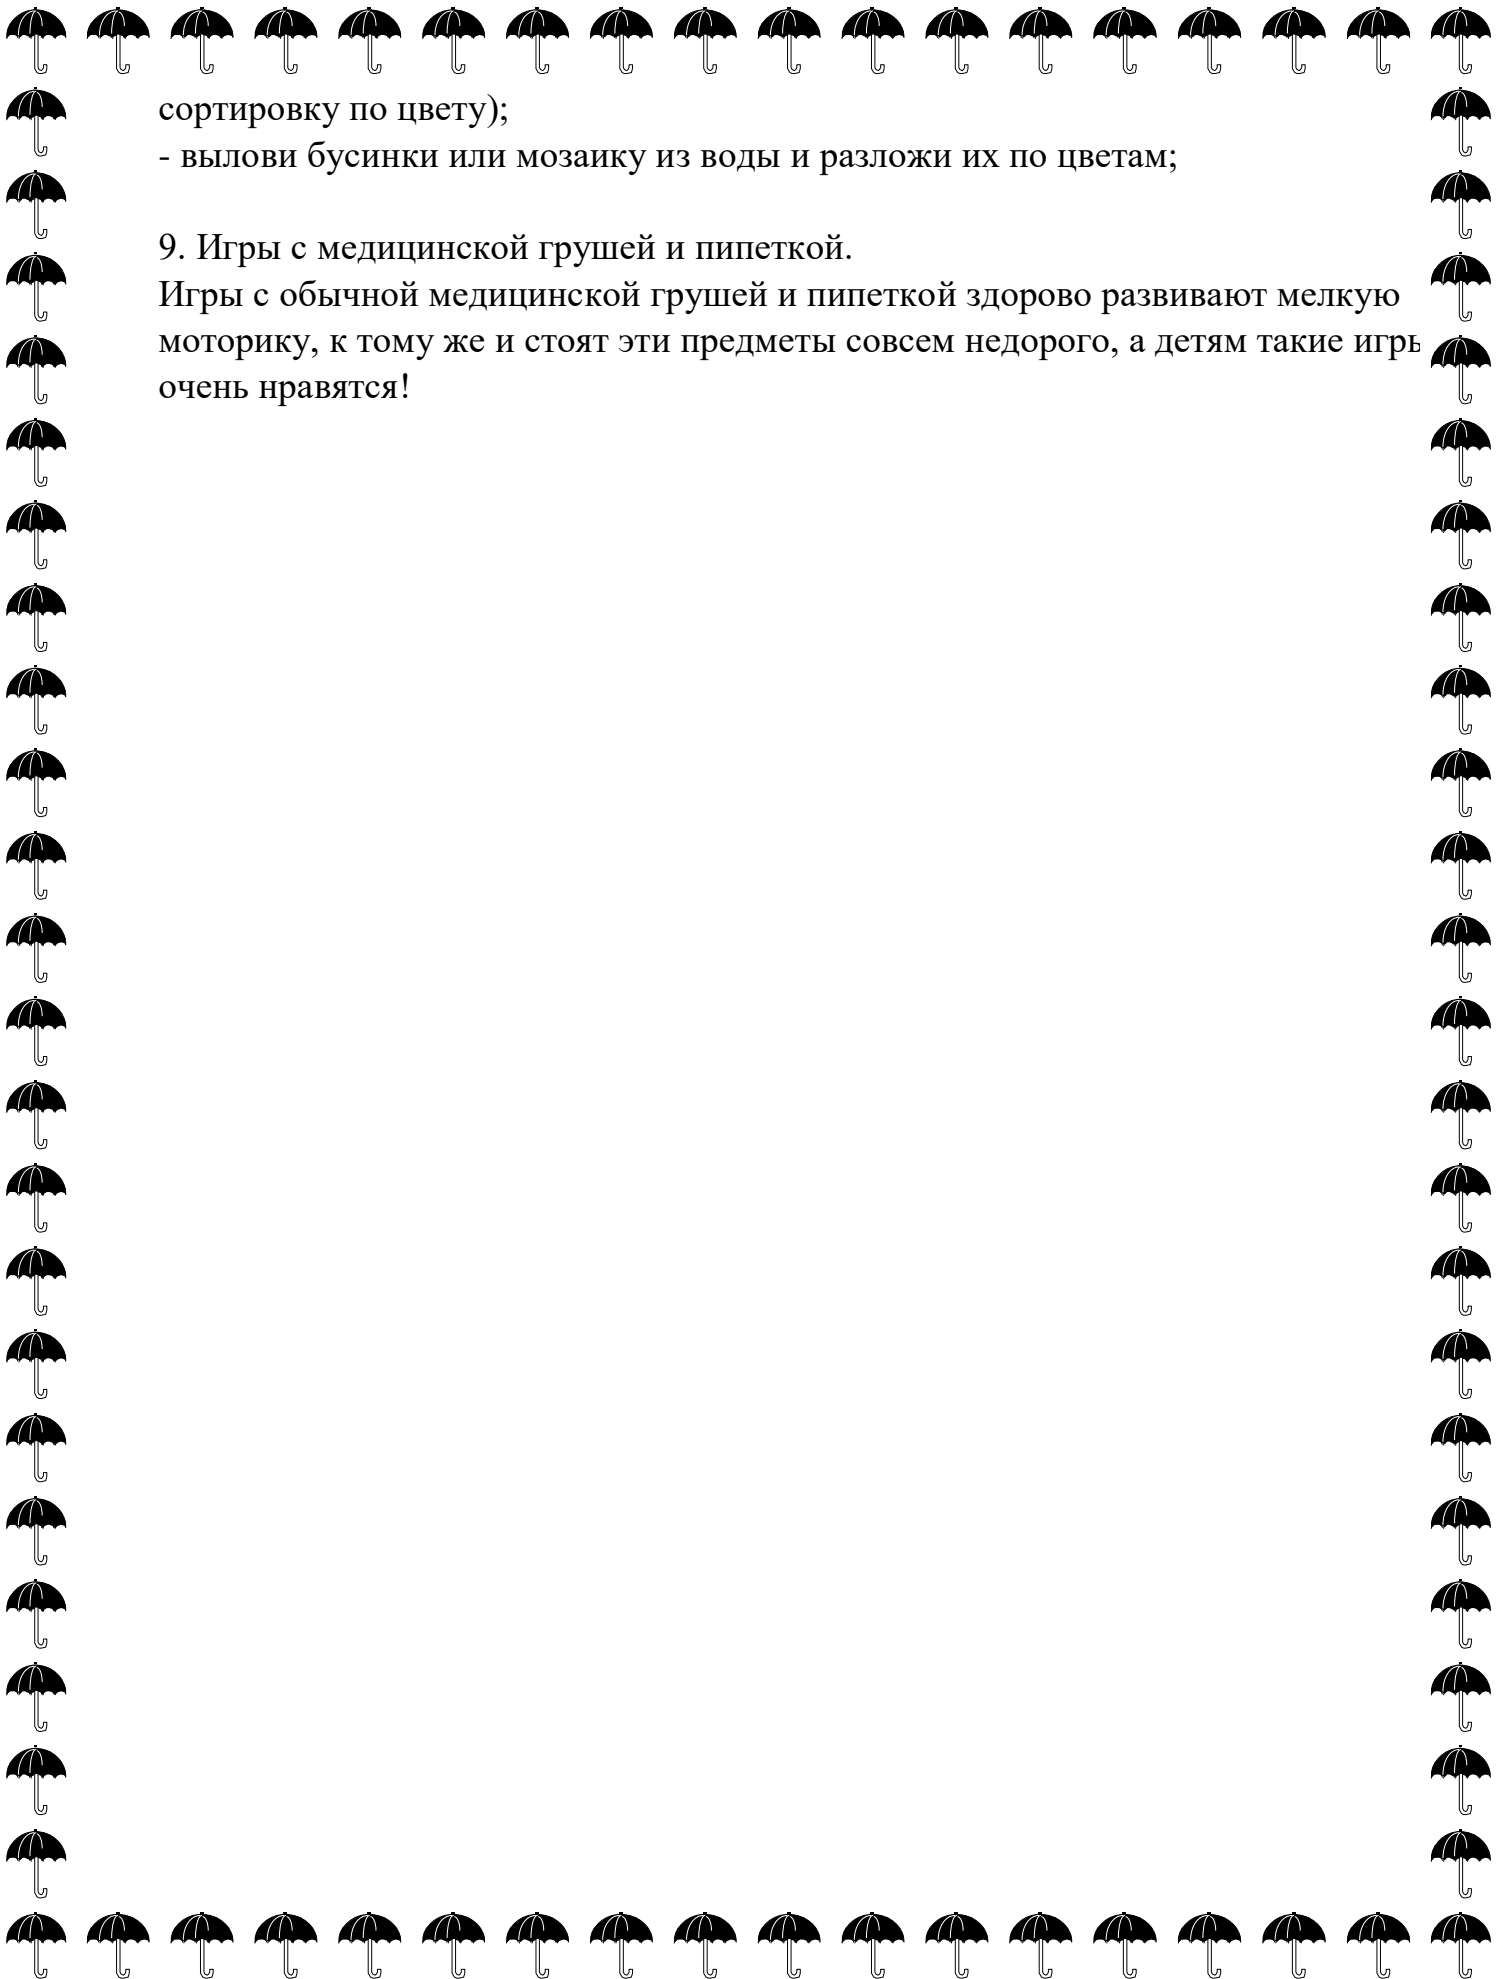 сортировку по цвету);
- вылови бусинки или мозаику из воды и разложи их по цветам;
9. Игры с медицинской грушей и пипеткой.
Игры с обычной медицинской грушей и пипеткой здорово развивают мелкую
моторику, к тому же и стоят эти предметы совсем недорого, а детям такие игры
очень нравятся!